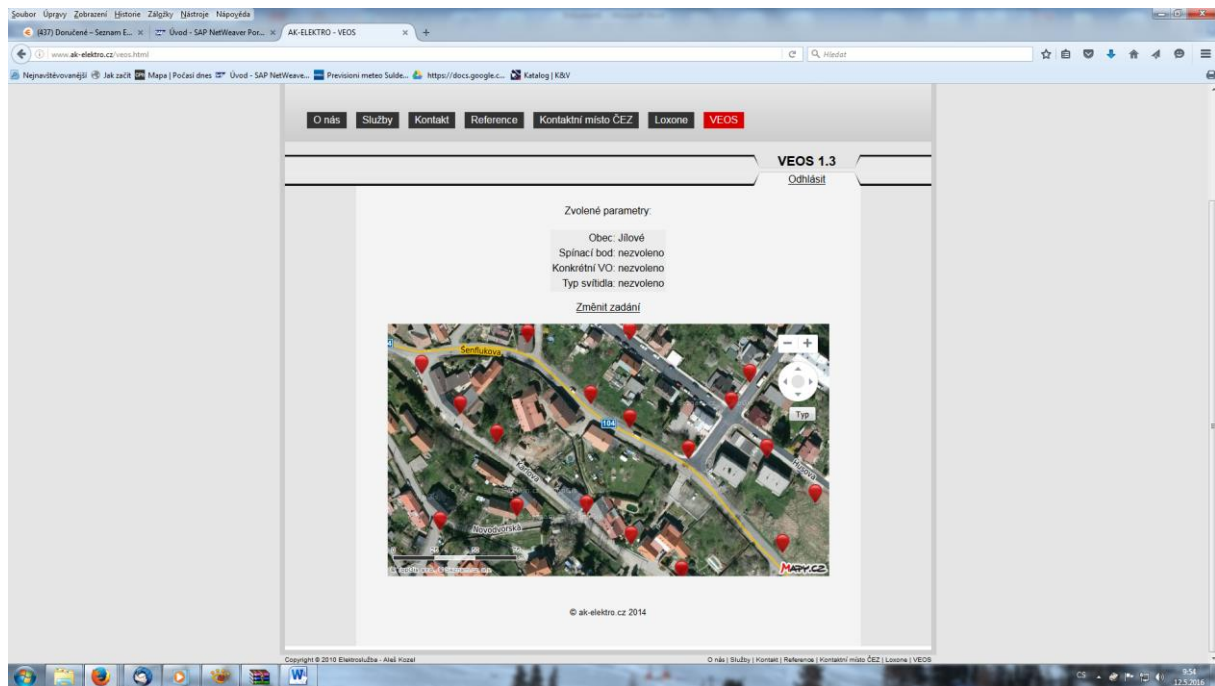 Soubor Úpravy Zobrazení Historie Záložky Nástroje Nápověda
(437) Doručené – Seznam E... × Úvod - SAP NetWeaver Por... × AK-ELEKTRO - VEOS × +
www.ak-elektro.cz/veos.html Hledat
Nejnavštěvovanější Jak začít Mapa | Počasí dnes Úvod - SAP NetWeave... Previsioni meteo Sulde... https://docs.google.c... Katalog | K&V
O nás Služby Kontakt Reference Kontaktní místo ČEZ Loxone VEOS
VEOS 1.3
Odhlásit
Zvolené parametry:
Obec: Jílové
Spínací bod: nezvoleno
Konkrétní VO: nezvoleno
Typ svítidla: nezvoleno
Změnit zadání
Šenflukova
Typ
104
Husova
Karlova
Novodvorská
MAPY.CZ
© ak-elektro.cz 2014
Copyright © 2010 Elektroslužba - Aleš Kozel O nás | Služby | Kontakt | Reference | Kontaktní místo ČEZ | Loxone | VEOS
CS 9:54
12.5.2016